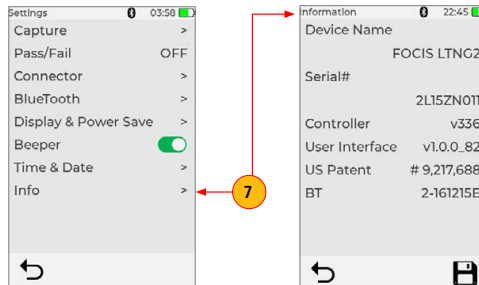 Settings 03:58
Capture >
Pass/Fail OFF
Connector >
BlueTooth >
Display & Power Save >
Beeper
Time & Date >
Info >
7
Information 22:45
Device Name
FOCIS LTNG2
Serial#
2L15ZN011
Controller v336
User Interface v1.0.0_82
US Patent # 9,217,688
BT 2-161215E